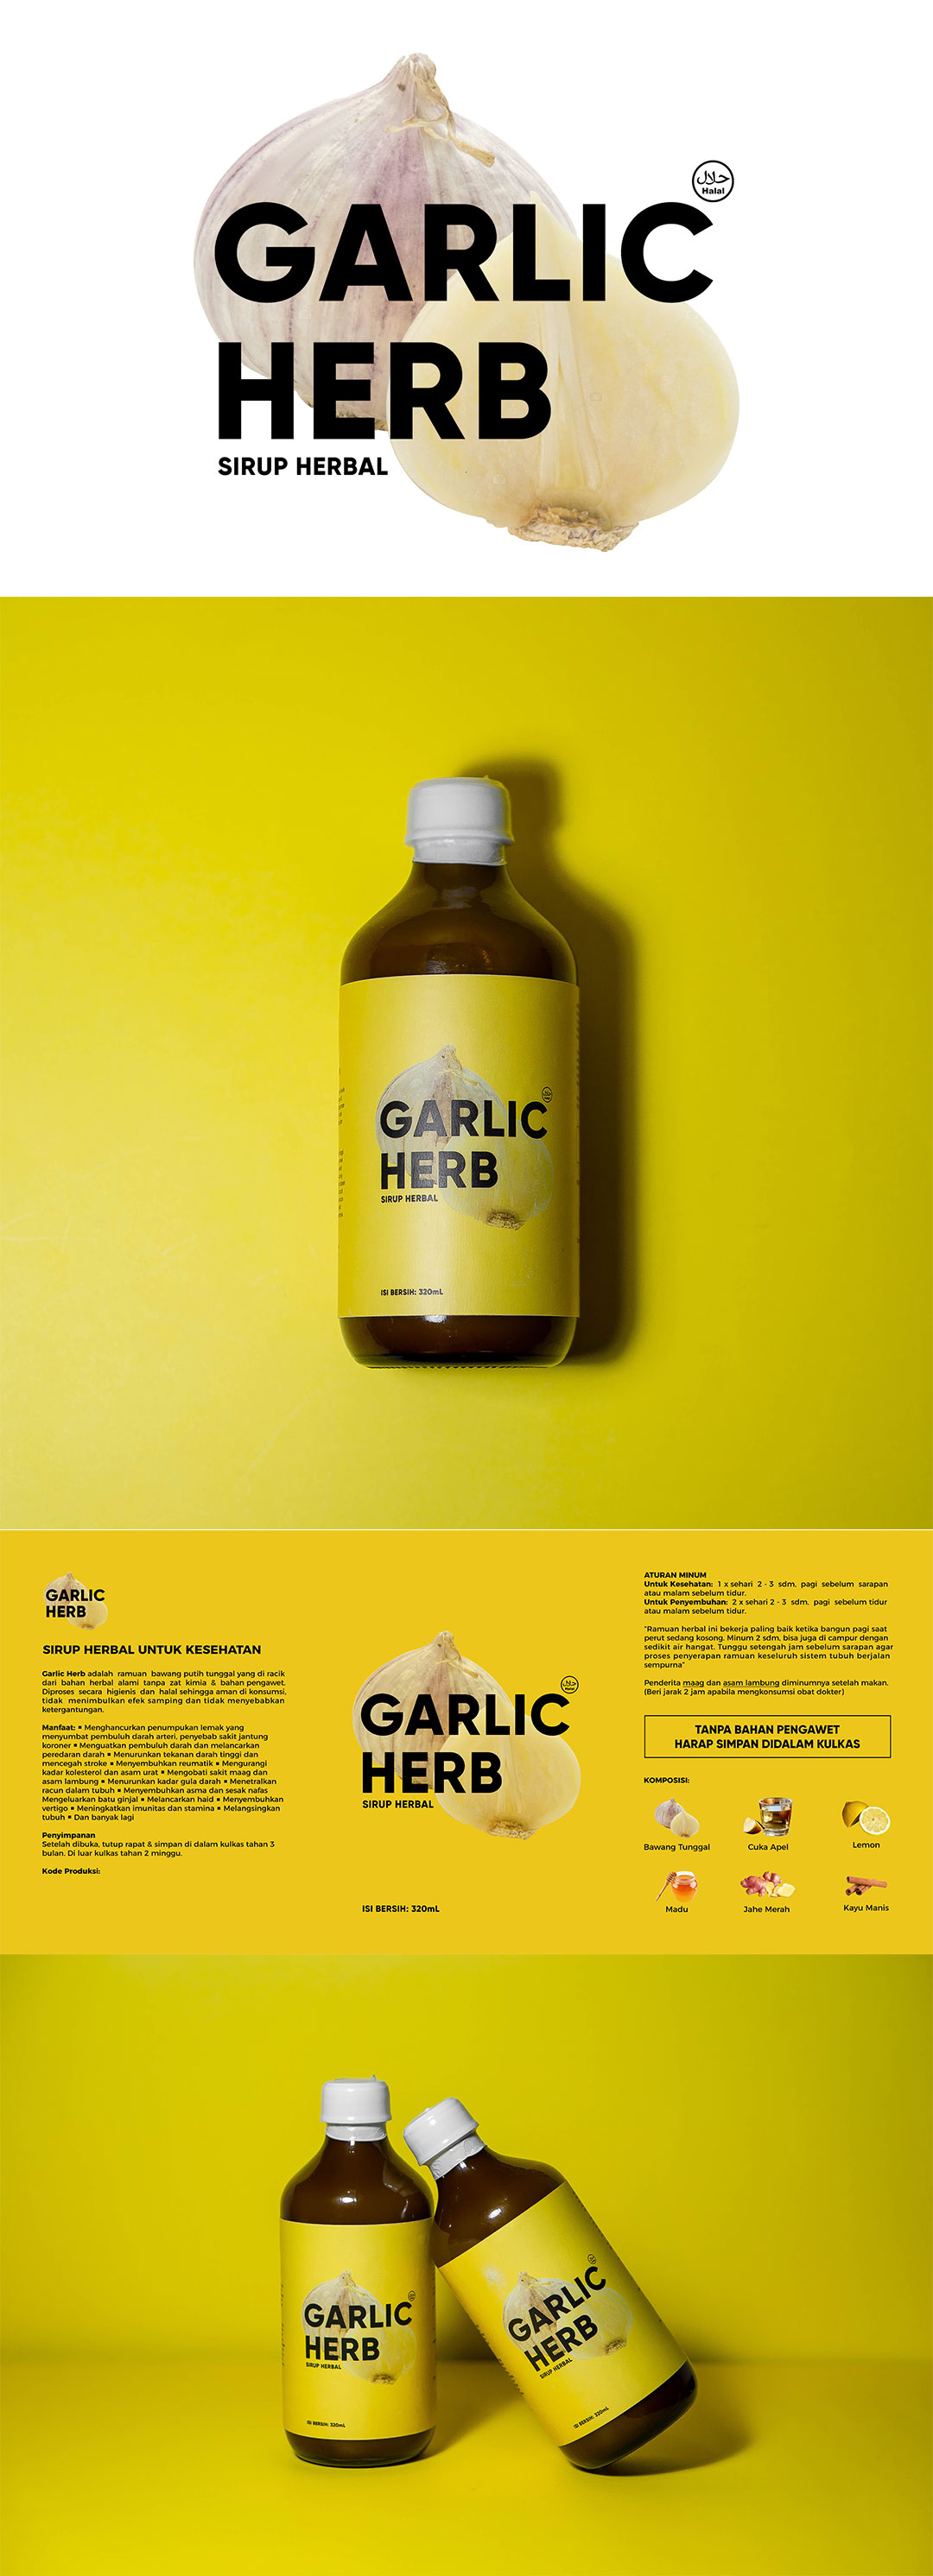 حلال
Halal
GARLIC
HERB
SIRUP HERBAL
GARLIC
HERB
SIRUP HERBAL
ISI BERSIH: 320mL
GARLIC
HERB
SIRUP HERBAL UNTUK KESEHATAN
Garlic Herb adalah ramuan bawang putih tunggal yang di racik
dari bahan herbal alami tanpa zat kimia & bahan pengawet.
Diproses secara higienis dan halal sehingga aman di konsumsi,
tidak menimbulkan efek samping dan tidak menyebabkan
ketergantungan.
Manfaat: ▪ Menghancurkan penumpukan lemak yang
menyumbat pembuluh darah arteri, penyebab sakit jantung
koroner ▪ Menguatkan pembuluh darah dan melancarkan
peredaran darah ▪ Menurunkan tekanan darah tinggi dan
mencegah stroke ▪ Menyembuhkan reumatik ▪ Mengurangi
kadar kolesterol dan asam urat ▪ Mengobati sakit maag dan
asam lambung ▪ Menurunkan kadar gula darah ▪ Menetralkan
racun dalam tubuh ▪ Menyembuhkan asma dan sesak nafas
Mengeluarkan batu ginjal ▪ Melancarkan haid ▪ Menyembuhkan
vertigo ▪ Meningkatkan imunitas dan stamina ▪ Melangsingkan
tubuh ▪ Dan banyak lagi
Penyimpanan
Setelah dibuka, tutup rapat & simpan di dalam kulkas tahan 3
bulan. Di luar kulkas tahan 2 minggu.
Kode Produksi:
حلال
Halal
GARLIC
HERB
SIRUP HERBAL
ISI BERSIH: 320mL
ATURAN MINUM
Untuk Kesehatan: 1 x sehari 2 - 3 sdm, pagi sebelum sarapan
atau malam sebelum tidur.
Untuk Penyembuhan: 2 x sehari 2 - 3 sdm, pagi sebelum tidur
atau malam sebelum tidur.
"Ramuan herbal ini bekerja paling baik ketika bangun pagi saat
perut sedang kosong. Minum 2 sdm, bisa juga di campur dengan
sedikit air hangat. Tunggu setengah jam sebelum sarapan agar
proses penyerapan ramuan keseluruh sistem tubuh berjalan
sempurna"
Penderita maag dan asam lambung diminumnya setelah makan.
(Beri jarak 2 jam apabila mengkonsumsi obat dokter)
TANPA BAHAN PENGAWET
HARAP SIMPAN DIDALAM KULKAS
KOMPOSISI:
Bawang Tunggal
Cuka Apel
Lemon
Madu
Jahe Merah
Kayu Manis
GARLIC
HERB
SIRUP HERBAL
ISI BERSIH: 320mL
GARLIC
HERB
SIRUP HERBAL
ISI BERSIH: 320mL